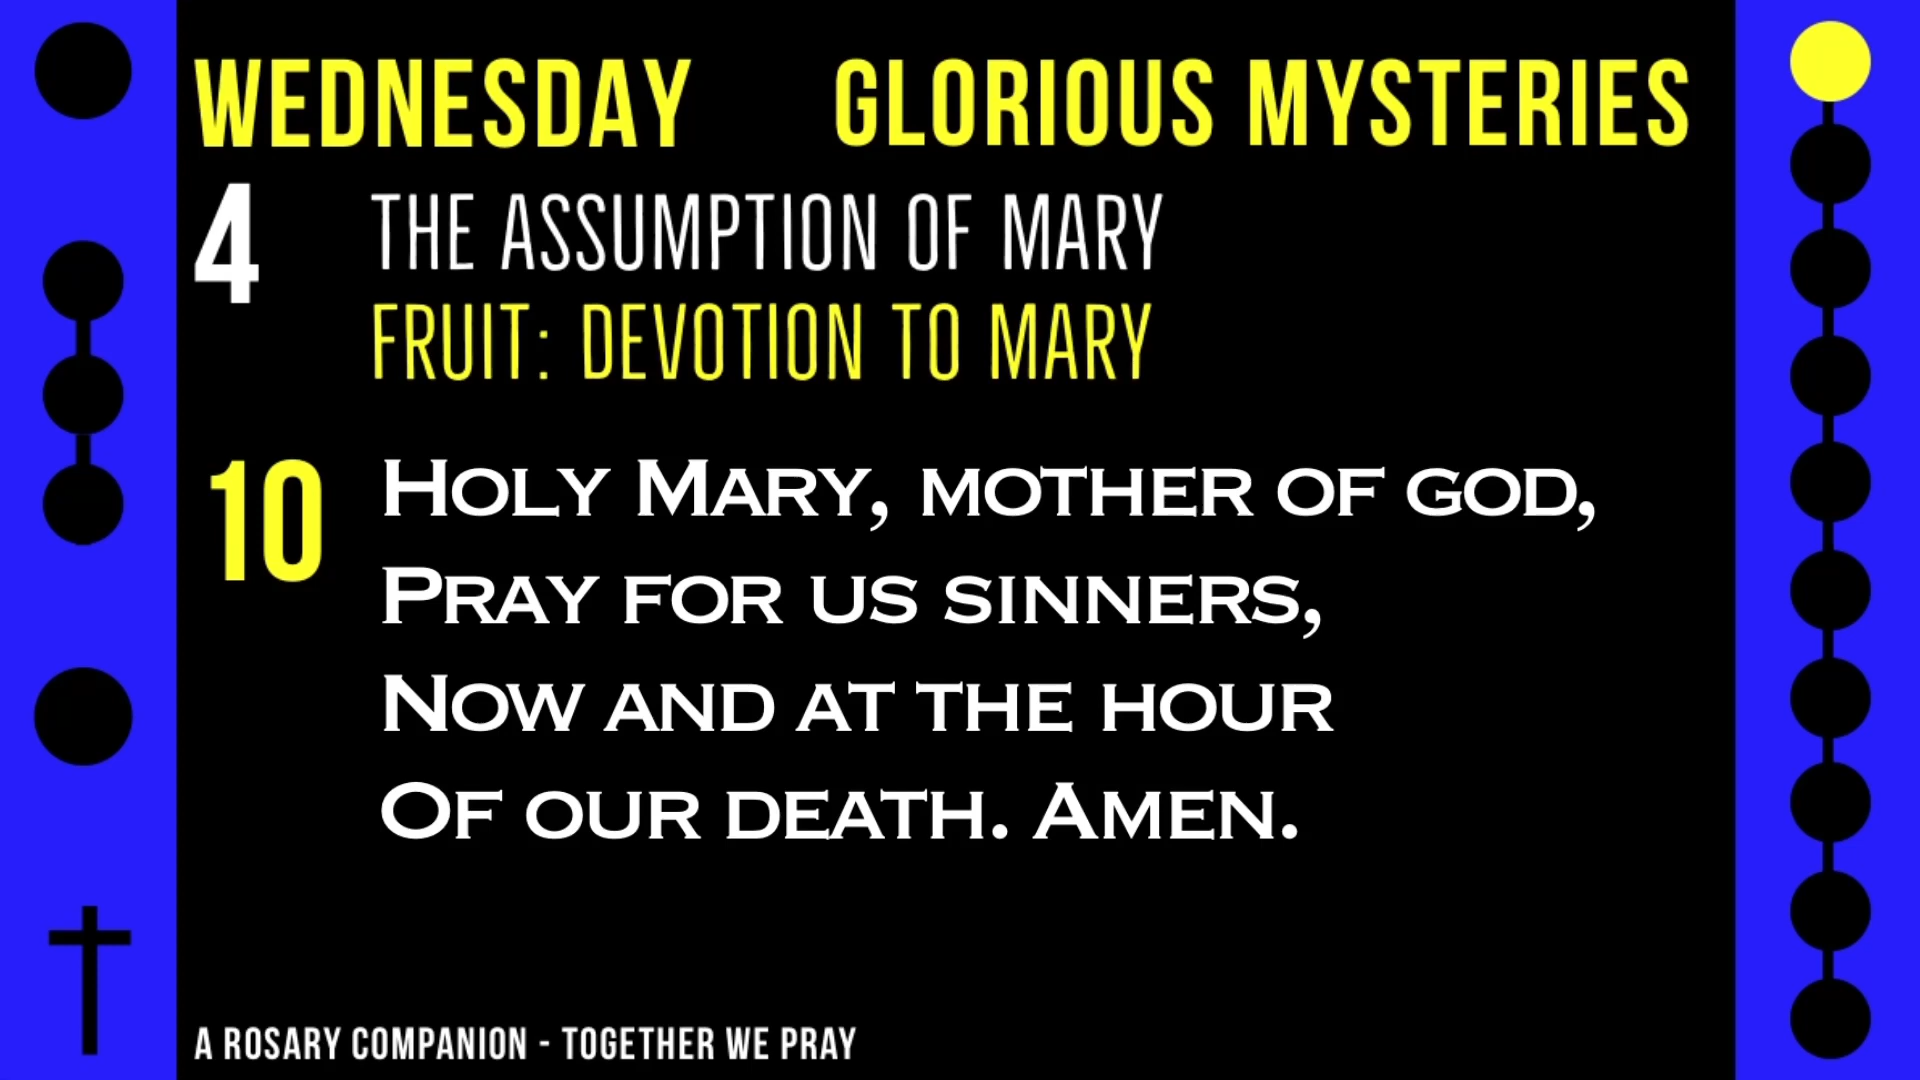 WEDNESDAY GLORIOUS MYSTERIES
4 THE ASSUMPTION OF MARY
FRUIT: DEVOTION TO MARY
10 HOLY MARY, MOTHER OF GOD,
PRAY FOR US SINNERS,
NOW AND AT THE HOUR
OF OUR DEATH. AMEN.
A ROSARY COMPANION - TOGETHER WE PRAY